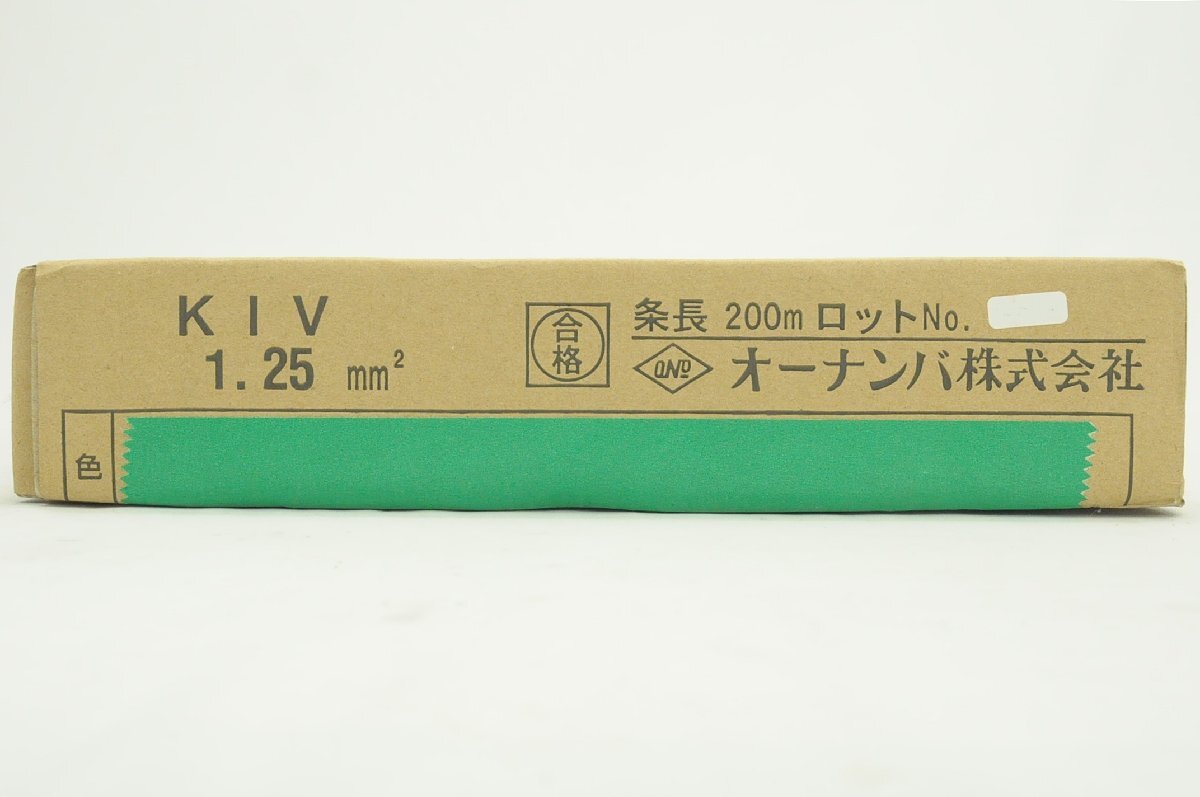 KIV
1.25 mm²
合格
条長 200m ロットNo.
ONO オーナンバ株式会社
色